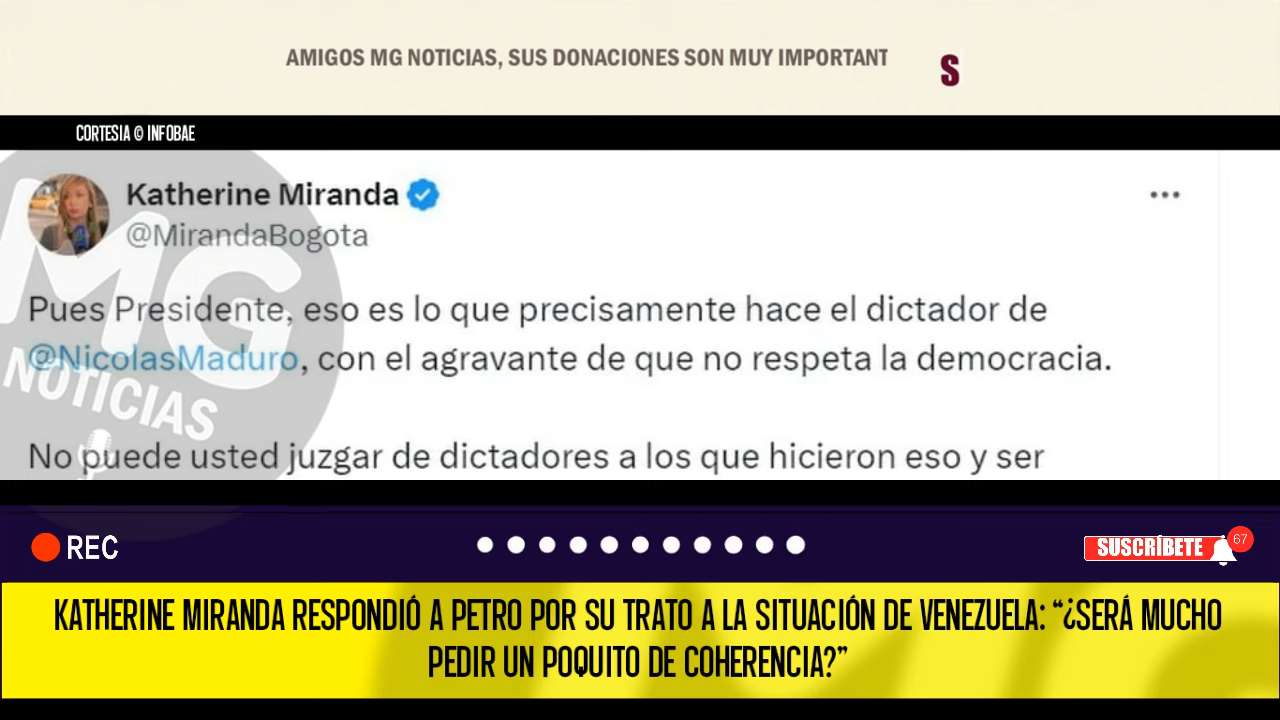 AMIGOS MG NOTICIAS, SUS DONACIONES SON MUY IMPORTANT
S
CORTESIA © INFOBAE
Katherine Miranda
@MirandaBogota
Pues Presidente, eso es lo que precisamente hace el dictador de
@NicolasMaduro, con el agravante de que no respeta la democracia.
No puede usted juzgar de dictadores a los que hicieron eso y ser
MG
NOTICIAS
REC
SUSCRÍBETE
67
KATHERINE MIRANDA RESPONDIÓ A PETRO POR SU TRATO A LA SITUACIÓN DE VENEZUELA: “¿SERÁ MUCHO
PEDIR UN POQUITO DE COHERENCIA?”